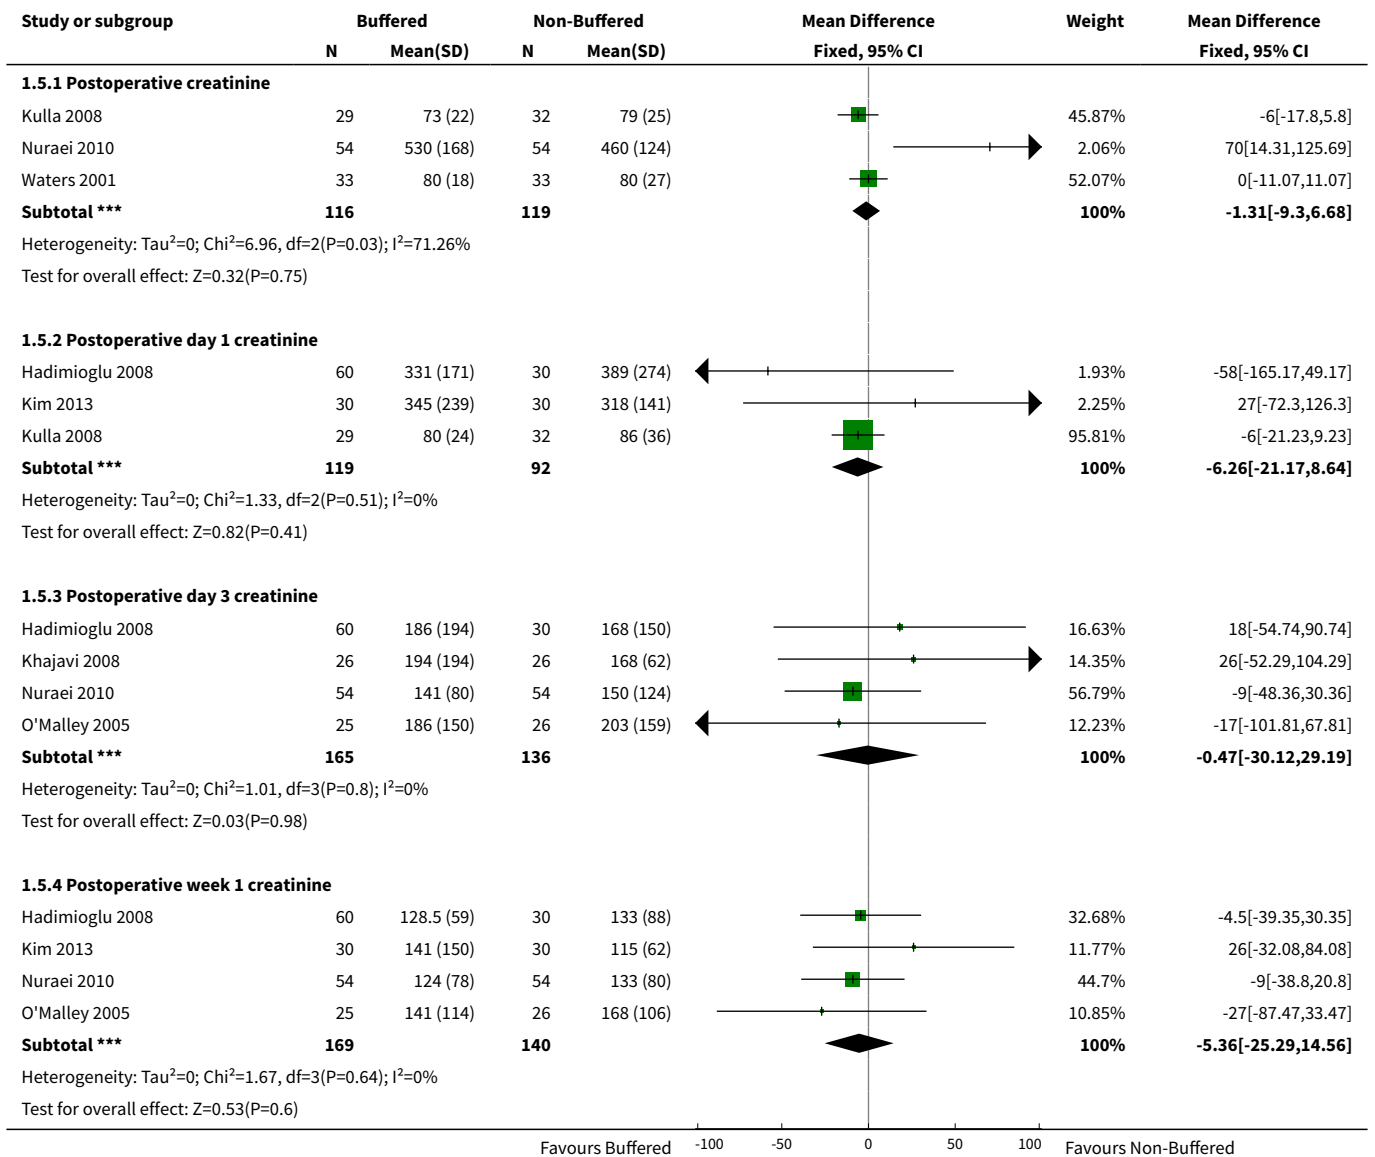 Study or subgroup Buffered Non-Buffered Mean Difference Weight Mean Difference
N Mean(SD) N Mean(SD) Fixed, 95% CI Fixed, 95% CI
1.5.1 Postoperative creatinine
Kulla 2008 29 73 (22) 32 79 (25) 45.87% -6[-17.8,5.8]
Nuraei 2010 54 530 (168) 54 460 (124) 2.06% 70[14.31,125.69]
Waters 2001 33 80 (18) 33 80 (27) 52.07% 0[-11.07,11.07]
Subtotal *** 116 119 100% -1.31[-9.3,6.68]
Heterogeneity: Tau²=0; Chi²=6.96, df=2(P=0.03); I²=71.26%
Test for overall effect: Z=0.32(P=0.75)
1.5.2 Postoperative day 1 creatinine
Hadimioglu 2008 60 331 (171) 30 389 (274) 1.93% -58[-165.17,49.17]
Kim 2013 30 345 (239) 30 318 (141) 2.25% 27[-72.3,126.3]
Kulla 2008 29 80 (24) 32 86 (36) 95.81% -6[-21.23,9.23]
Subtotal *** 119 92 100% -6.26[-21.17,8.64]
Heterogeneity: Tau²=0; Chi²=1.33, df=2(P=0.51); I²=0%
Test for overall effect: Z=0.82(P=0.41)
1.5.3 Postoperative day 3 creatinine
Hadimioglu 2008 60 186 (194) 30 168 (150) 16.63% 18[-54.74,90.74]
Khajavi 2008 26 194 (194) 26 168 (62) 14.35% 26[-52.29,104.29]
Nuraei 2010 54 141 (80) 54 150 (124) 56.79% -9[-48.36,30.36]
O'Malley 2005 25 186 (150) 26 203 (159) 12.23% -17[-101.81,67.81]
Subtotal *** 165 136 100% -0.47[-30.12,29.19]
Heterogeneity: Tau²=0; Chi²=1.01, df=3(P=0.8); I²=0%
Test for overall effect: Z=0.03(P=0.98)
1.5.4 Postoperative week 1 creatinine
Hadimioglu 2008 60 128.5 (59) 30 133 (88) 32.68% -4.5[-39.35,30.35]
Kim 2013 30 141 (150) 30 115 (62) 11.77% 26[-32.08,84.08]
Nuraei 2010 54 124 (78) 54 133 (80) 44.7% -9[-38.8,20.8]
O'Malley 2005 25 141 (114) 26 168 (106) 10.85% -27[-87.47,33.47]
Subtotal *** 169 140 100% -5.36[-25.29,14.56]
Heterogeneity: Tau²=0; Chi²=1.67, df=3(P=0.64); I²=0%
Test for overall effect: Z=0.53(P=0.6)
Favours Buffered -100 -50 0 50 100 Favours Non-Buffered